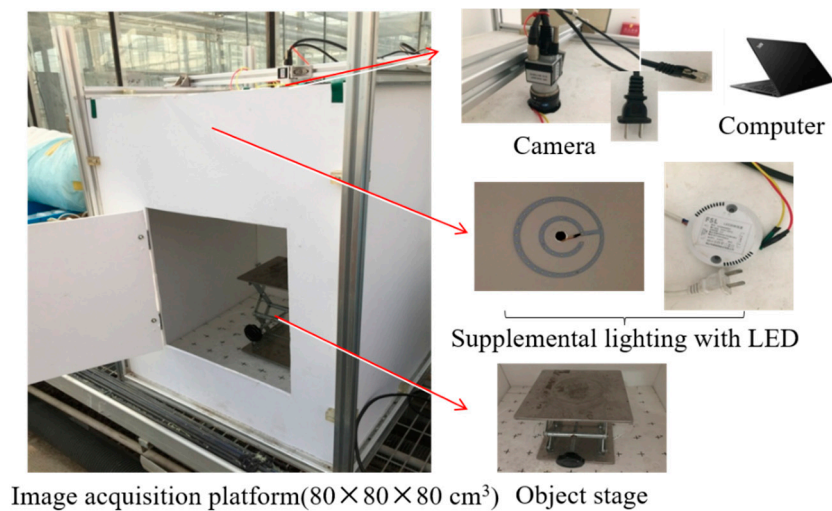 Camera
Computer
Supplemental lighting with LED
Image acquisition platform(80×80×80 cm³)
Object stage